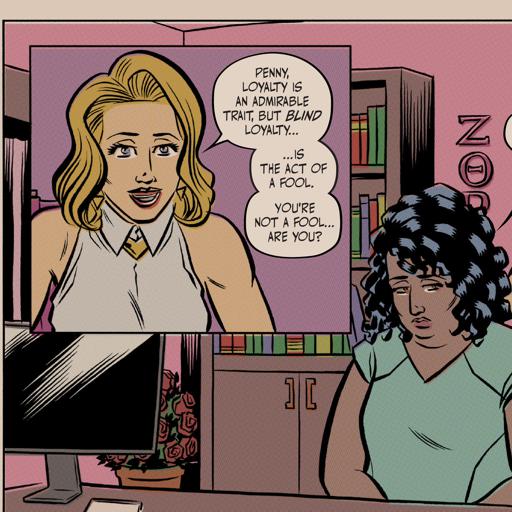 PENNY,
LOYALTY IS
AN ADMIRABLE
TRAIT, BUT BLIND
LOYALTY...
...IS
THE ACT OF
A FOOL.
YOU'RE
NOT A FOOL...
ARE YOU?
ΖΘ